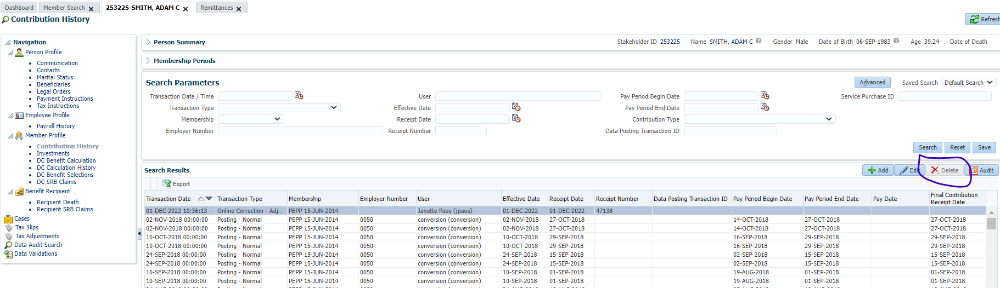 Dashboard Member Search 253225-SMITH, ADAM C Remittances
Contribution History
Refresh
Navigation
Person Profile
Communication
Contacts
Marital Status
Beneficiaries
Legal Orders
Payment Instructions
Tax Instructions
Employee Profile
Payroll History
Member Profile
Contribution History
Investments
DC Benefit Calculation
DC Calculation History
DC Benefit Selections
DC SRB Claims
Benefit Recipient
Recipient Death
Recipient SRB Claims
Cases
Tax Slips
Tax Adjustments
Data Audit Search
Data Validations
Person Summary Stakeholder ID 253225 Name SMITH, ADAM C Gender Male Date of Birth 06-SEP-1983 Age 39.24 Date of Death
Membership Periods
Search Parameters Advanced Saved Search Default Search
Transaction Date / Time User Pay Period Begin Date Service Purchase ID
Transaction Type Effective Date Pay Period End Date
Membership Receipt Date Contribution Type
Employer Number Receipt Number Data Posting Transaction ID
Search Reset Save
Search Results Add Edit Delete Audit
Export
Transaction Date Transaction Type Membership Employer Number User Effective Date Receipt Date Receipt Number Data Posting Transaction ID Pay Period Begin Date Pay Period End Date Pay Date Final Contribution Receipt Date
01-DEC-2022 10:36:13 Online Correction - Adj... PEPP 15-JUN-2014 Janette Paus (jpaus) 01-DEC-2022 01-DEC-2022 47138
02-NOV-2018 00:00:00 Posting - Normal PEPP 15-JUN-2014 0050 conversion (conversion) 02-NOV-2018 27-OCT-2018 14-OCT-2018 27-OCT-2018 27-OCT-2018
02-NOV-2018 00:00:00 Posting - Normal PEPP 15-JUN-2014 0050 conversion (conversion) 02-NOV-2018 27-OCT-2018 14-OCT-2018 27-OCT-2018 27-OCT-2018
10-OCT-2018 00:00:00 Posting - Normal PEPP 15-JUN-2014 0050 conversion (conversion) 10-OCT-2018 29-SEP-2018 16-SEP-2018 29-SEP-2018 29-SEP-2018
10-OCT-2018 00:00:00 Posting - Normal PEPP 15-JUN-2014 0050 conversion (conversion) 10-OCT-2018 29-SEP-2018 16-SEP-2018 29-SEP-2018 29-SEP-2018
24-SEP-2018 00:00:00 Posting - Normal PEPP 15-JUN-2014 0050 conversion (conversion) 24-SEP-2018 15-SEP-2018 02-SEP-2018 15-SEP-2018 15-SEP-2018
24-SEP-2018 00:00:00 Posting - Normal PEPP 15-JUN-2014 0050 conversion (conversion) 24-SEP-2018 15-SEP-2018 02-SEP-2018 15-SEP-2018 15-SEP-2018
10-SEP-2018 00:00:00 Posting - Normal PEPP 15-JUN-2014 0050 conversion (conversion) 10-SEP-2018 01-SEP-2018 19-AUG-2018 01-SEP-2018 01-SEP-2018
10-SEP-2018 00:00:00 Posting - Normal PEPP 15-JUN-2014 0050 conversion (conversion) 10-SEP-2018 01-SEP-2018 19-AUG-2018 01-SEP-2018 01-SEP-2018